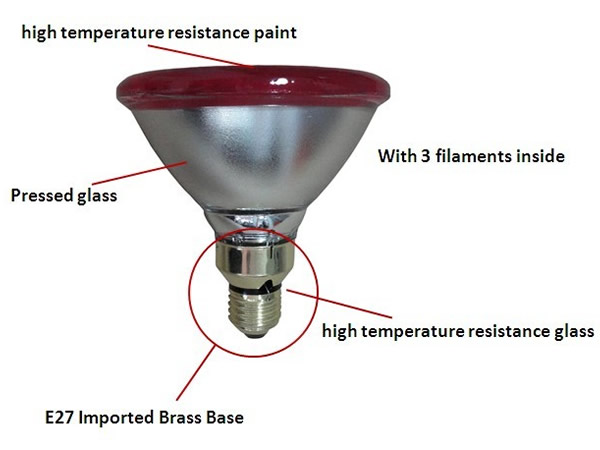 high temperature resistance paint
With 3 filaments inside
Pressed glass
high temperature resistance glass
E27 Imported Brass Base